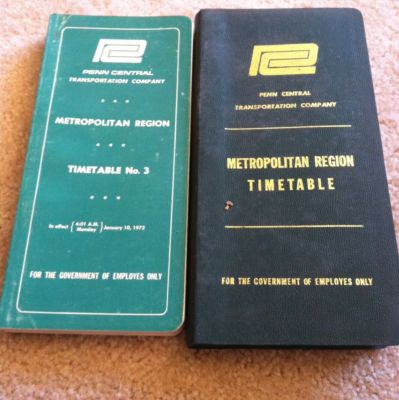 PENN CENTRAL
TRANSPORTATION COMPANY
METROPOLITAN REGION
TIMETABLE No. 3
In effect { 4:01 A.M. Monday } January 10, 1972
FOR THE GOVERNMENT OF EMPLOYES ONLY
PENN CENTRAL
TRANSPORTATION COMPANY
METROPOLITAN REGION
TIMETABLE
FOR THE GOVERNMENT OF EMPLOYES ONLY